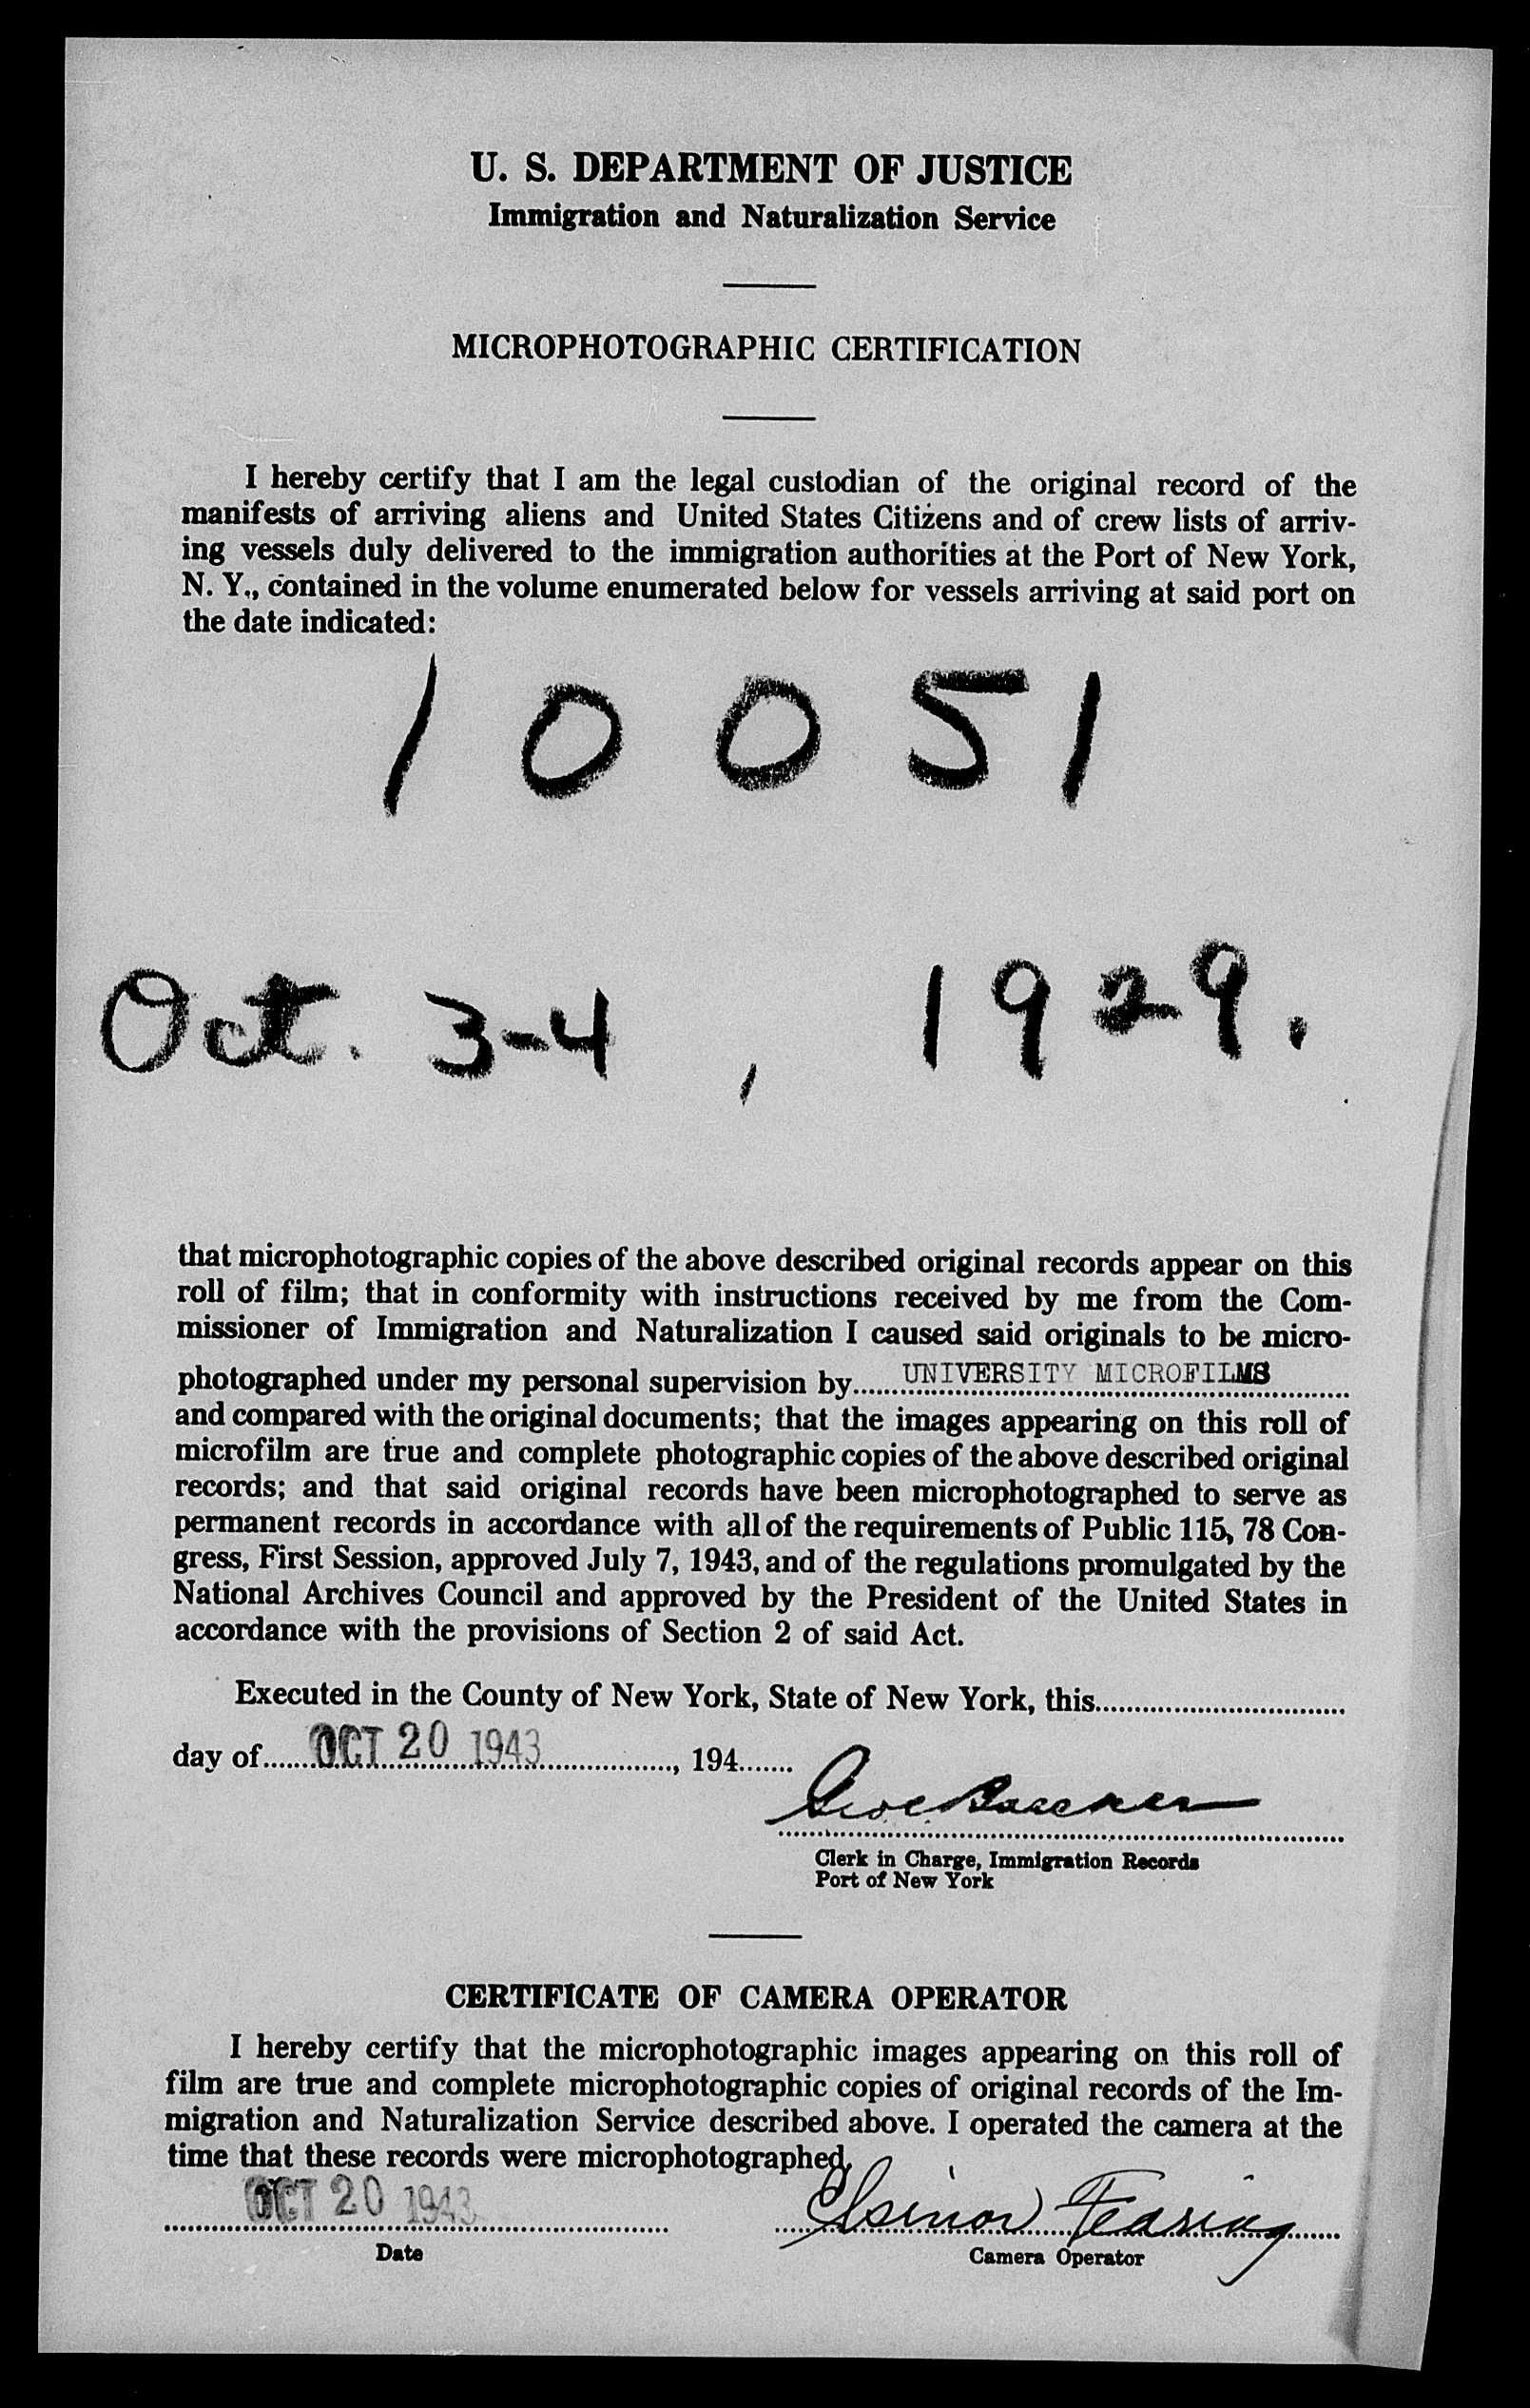 U. S. DEPARTMENT OF JUSTICE
Immigration and Naturalization Service
MICROPHOTOGRAPHIC CERTIFICATION
I hereby certify that I am the legal custodian of the original record of the
manifests of arriving aliens and United States Citizens and of crew lists of arriv-
ing vessels duly delivered to the immigration authorities at the Port of New York,
N. Y., contained in the volume enumerated below for vessels arriving at said port on
the date indicated:
10051
Oct. 3-4, 1929.
that microphotographic copies of the above described original records appear on this
roll of film; that in conformity with instructions received by me from the Com-
missioner of Immigration and Naturalization I caused said originals to be micro-
photographed under my personal supervision by......UNIVERSITY MICROFILMS
and compared with the original documents; that the images appearing on this roll of
microfilm are true and complete photographic copies of the above described original
records; and that said original records have been microphotographed to serve as
permanent records in accordance with all of the requirements of Public 115, 78 Con-
gress, First Session, approved July 7, 1943, and of the regulations promulgated by the
National Archives Council and approved by the President of the United States in
accordance with the provisions of Section 2 of said Act.
Executed in the County of New York, State of New York, this
day of OCT 20 1943, 194
Clerk in Charge, Immigration Records
Port of New York
CERTIFICATE OF CAMERA OPERATOR
I hereby certify that the microphotographic images appearing on this roll of
film are true and complete microphotographic copies of original records of the Im-
migration and Naturalization Service described above. I operated the camera at the
time that these records were microphotographed.
OCT 20 1943 Fearing
Date Camera Operator